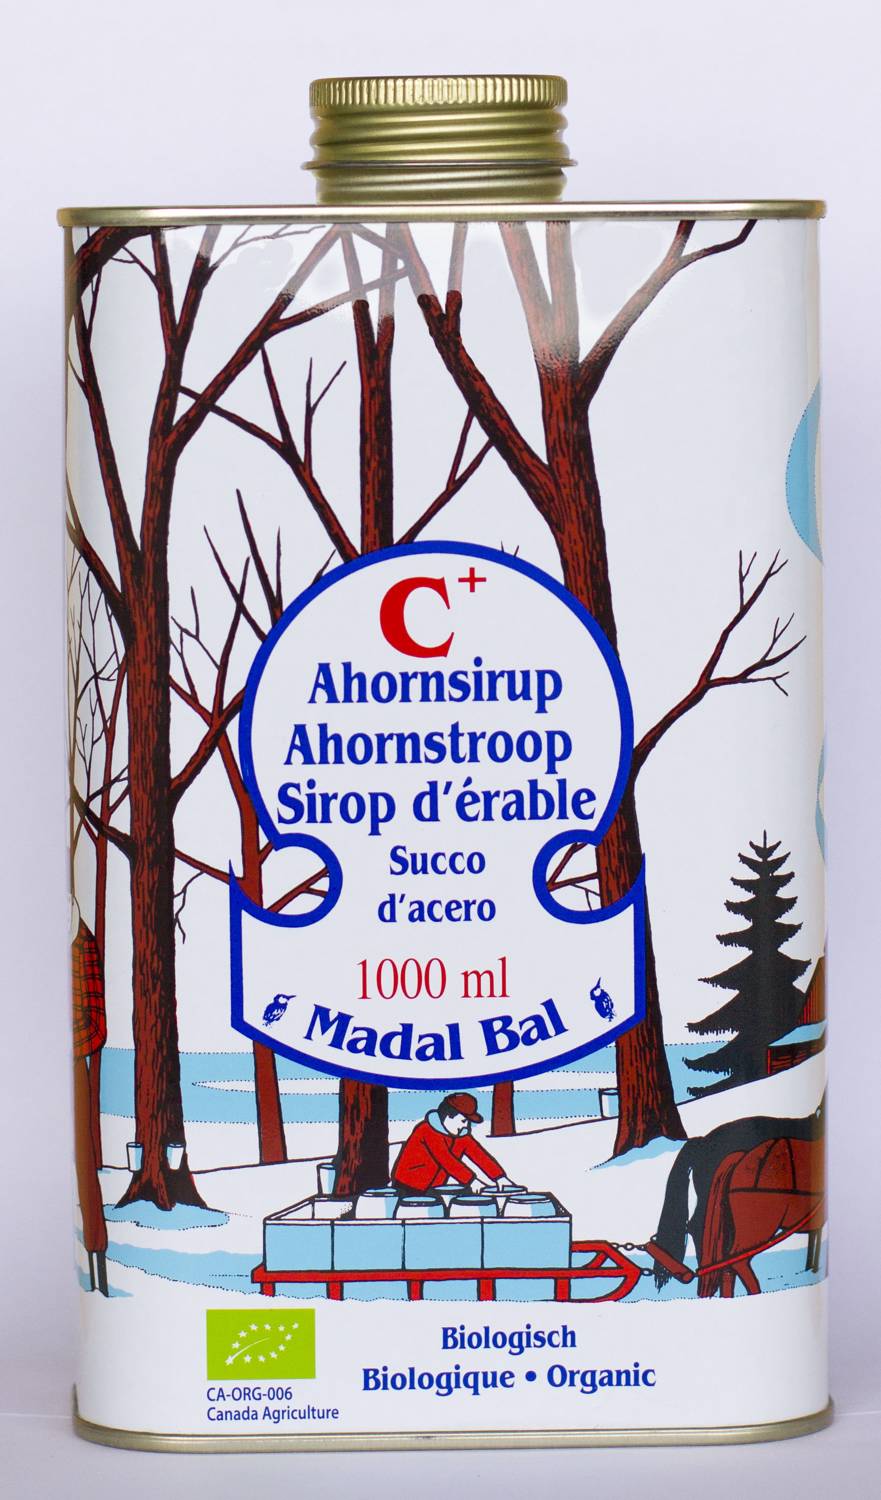 C+
Ahornsirup
Ahornstroop
Sirop d'érable
Succo
d'acero
1000 ml
Madal Bal
Biologisch
Biologique • Organic
CA-ORG-006
Canada Agriculture